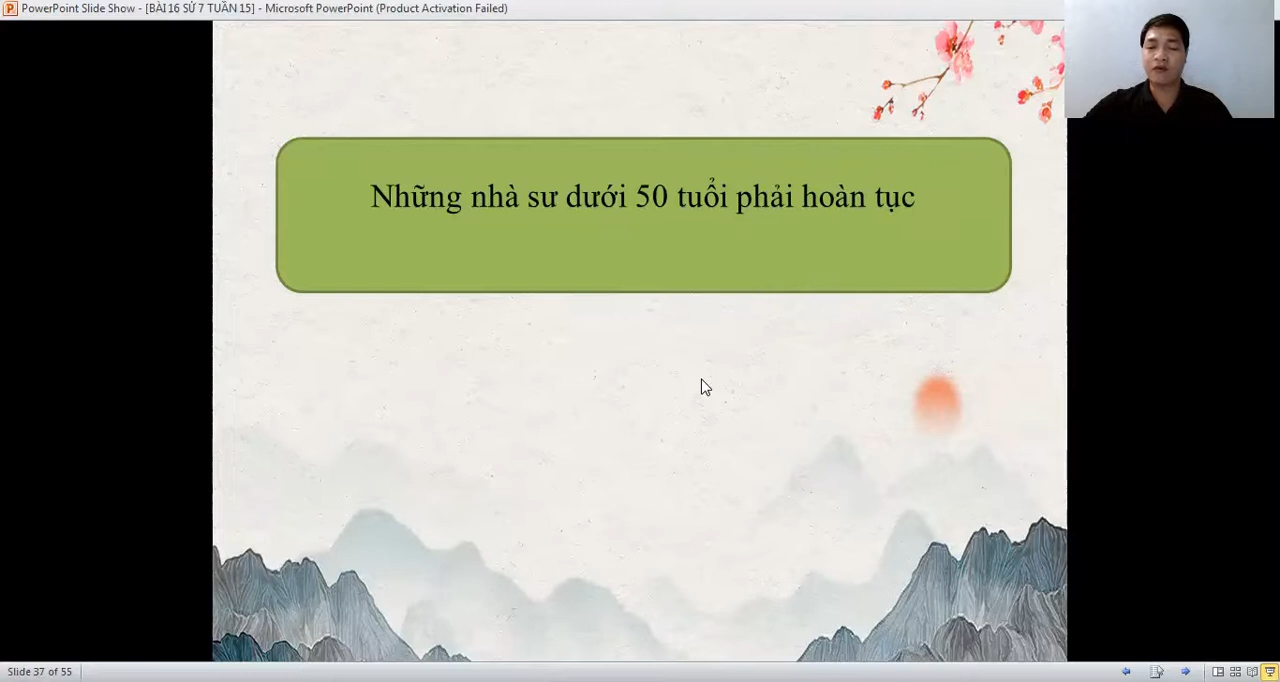 PowerPoint Slide Show - [BÀI 16 SỬ 7 TUẦN 15] - Microsoft PowerPoint (Product Activation Failed)
Những nhà sư dưới 50 tuổi phải hoàn tục
Slide 37 of 55